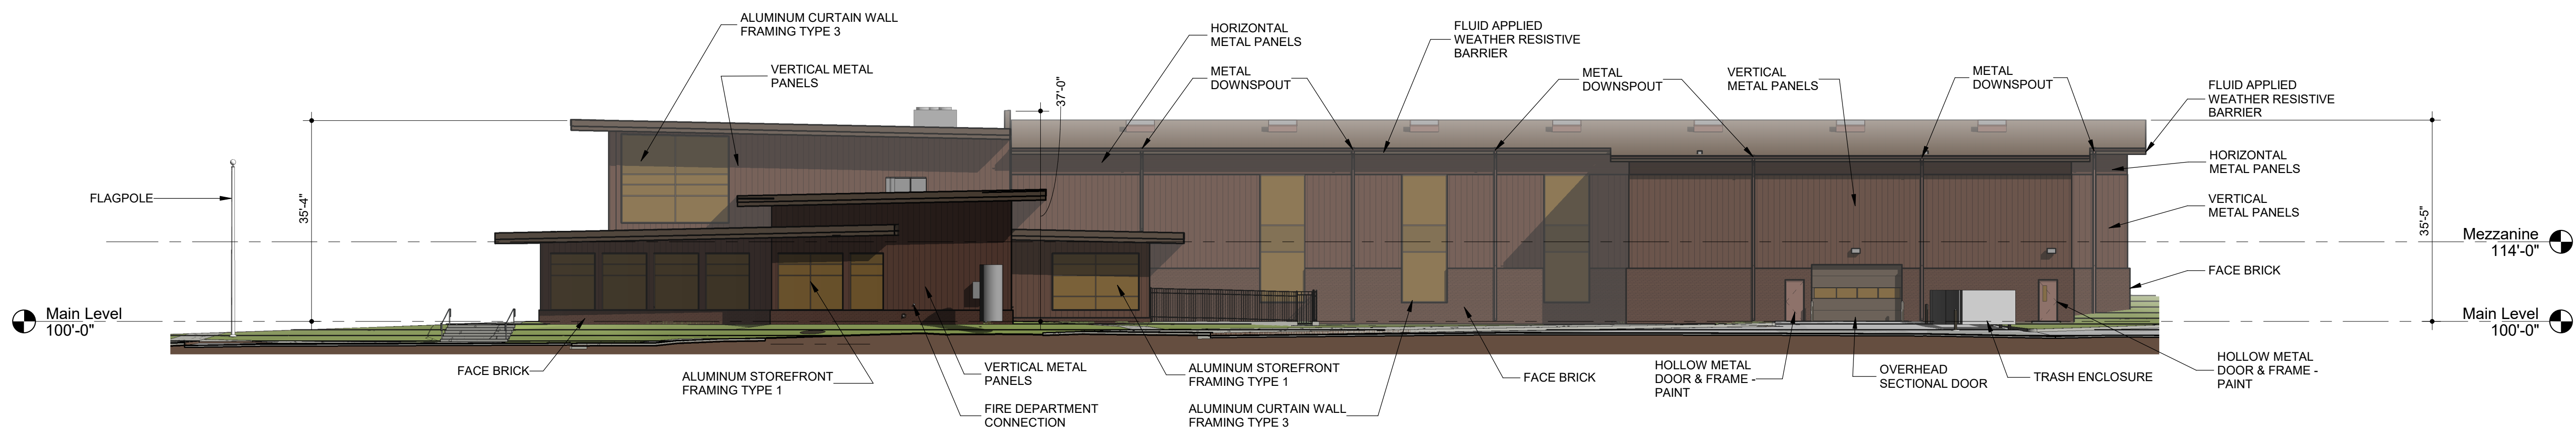 ALUMINUM CURTAIN WALL
FRAMING TYPE 3
VERTICAL METAL
PANELS
37'-0"
HORIZONTAL
METAL PANELS
METAL
DOWNSPOUT
FLUID APPLIED
WEATHER RESISTIVE
BARRIER
METAL
DOWNSPOUT
VERTICAL
METAL PANELS
METAL
DOWNSPOUT
FLUID APPLIED
WEATHER RESISTIVE
BARRIER
HORIZONTAL
METAL PANELS
VERTICAL
METAL PANELS
FLAGPOLE
35'-4"
35'-5"
Mezzanine
114'-0"
FACE BRICK
Main Level
100'-0"
Main Level
100'-0"
FACE BRICK
ALUMINUM STOREFRONT
FRAMING TYPE 1
VERTICAL METAL
PANELS
FIRE DEPARTMENT
CONNECTION
ALUMINUM STOREFRONT
FRAMING TYPE 1
ALUMINUM CURTAIN WALL
FRAMING TYPE 3
FACE BRICK
HOLLOW METAL
DOOR & FRAME -
PAINT
OVERHEAD
SECTIONAL DOOR
TRASH ENCLOSURE
HOLLOW METAL
DOOR & FRAME -
PAINT